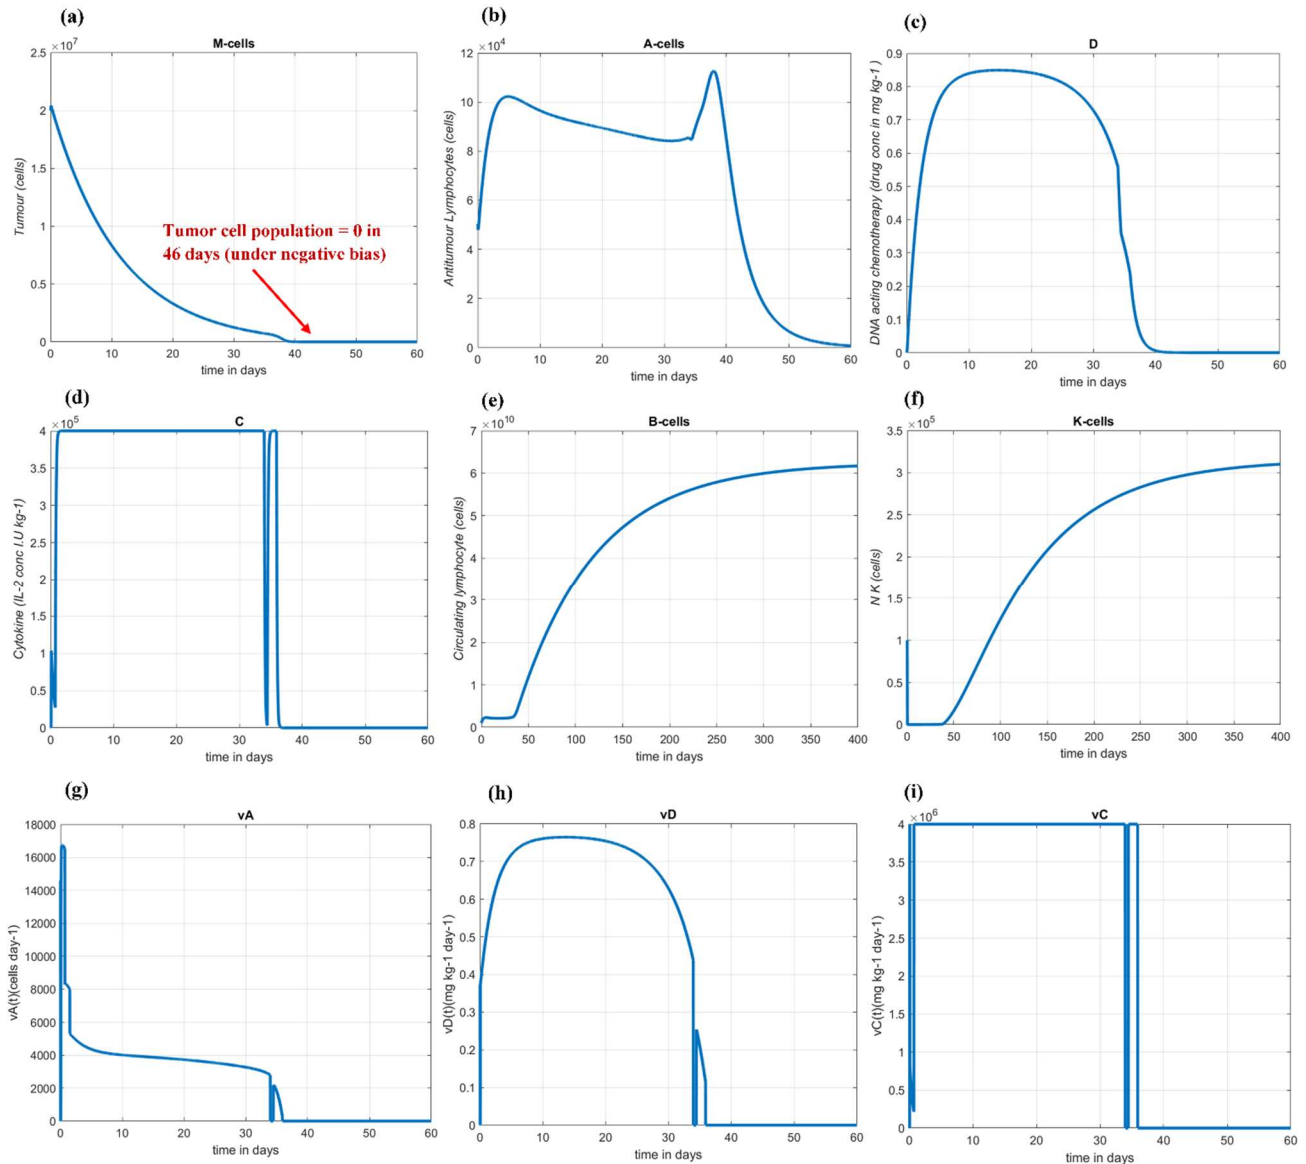 (a)
M-cells
×10^7
2.5
2
1.5
1
0.5
0
Tumour (cells)
Tumor cell population = 0 in
46 days (under negative bias)
0 10 20 30 40 50 60
time in days
(b)
A-cells
×10^4
12
10
8
6
4
2
0
Antitumour Lymphocytes (cells)
0 10 20 30 40 50 60
time in days
(c)
D
0.9
0.8
0.7
0.6
0.5
0.4
0.3
0.2
0.1
0
DNA acting chemotherapy (drug conc in mg kg-1 )
0 10 20 30 40 50 60
time in days
(d)
C
×10^5
4
3.5
3
2.5
2
1.5
1
0.5
0
Cytokine (IL-2 conc I.U kg-1)
0 10 20 30 40 50 60
time in days
(e)
B-cells
×10^10
7
6
5
4
3
2
1
0
Circulating lymphocyte (cells)
0 50 100 150 200 250 300 350 400
time in days
(f)
K-cells
×10^5
3.5
3
2.5
2
1.5
1
0.5
0
N K (cells)
0 50 100 150 200 250 300 350 400
time in days
(g)
vA
18000
16000
14000
12000
10000
8000
6000
4000
2000
0
vA(t)(cells day-1)
0 10 20 30 40 50 60
time in days
(h)
vD
0.8
0.7
0.6
0.5
0.4
0.3
0.2
0.1
0
vD(t)(mg kg-1 day-1)
0 10 20 30 40 50 60
time in days
(i)
vC
×10^6
4
3.5
3
2.5
2
1.5
1
0.5
0
vC(t)(mg kg-1 day-1)
0 10 20 30 40 50 60
time in days